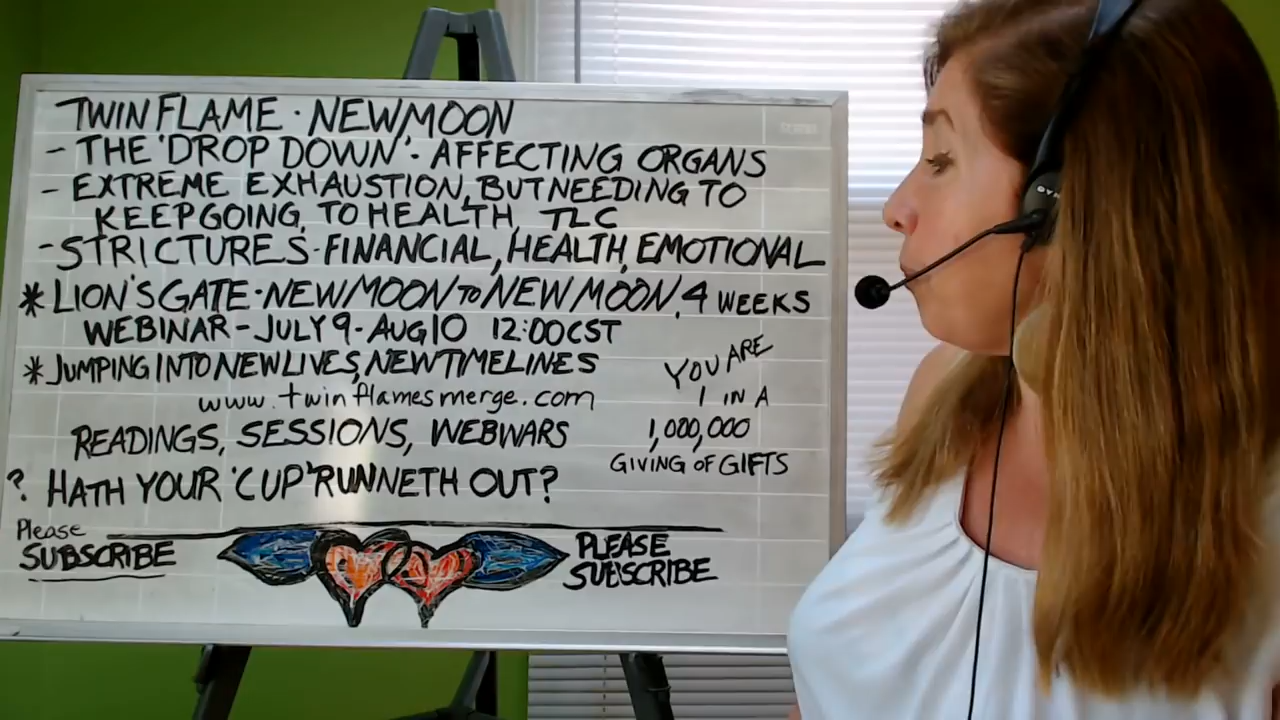 TWIN FLAME · NEW MOON
- THE 'DROP DOWN' - AFFECTING ORGANS
- EXTREME EXHAUSTION, BUT NEEDING TO
KEEP GOING, TO HEALTH, TLC
- STRICTURES - FINANCIAL, HEALTH, EMOTIONAL
* LION'S GATE - NEW MOON TO NEW MOON, 4 WEEKS
WEBINAR - JULY 9 - AUG 10 12:00 CST
* JUMPING INTO NEW LIVES, NEW TIMELINES
www.twinflamesmerge.com
READINGS, SESSIONS, WEBWARS
YOU ARE
1 IN A
1,000,000
GIVING OF GIFTS
? HATH YOUR 'CUP' RUNNETH OUT?
Please
SUBSCRIBE
PLEASE
SUBSCRIBE